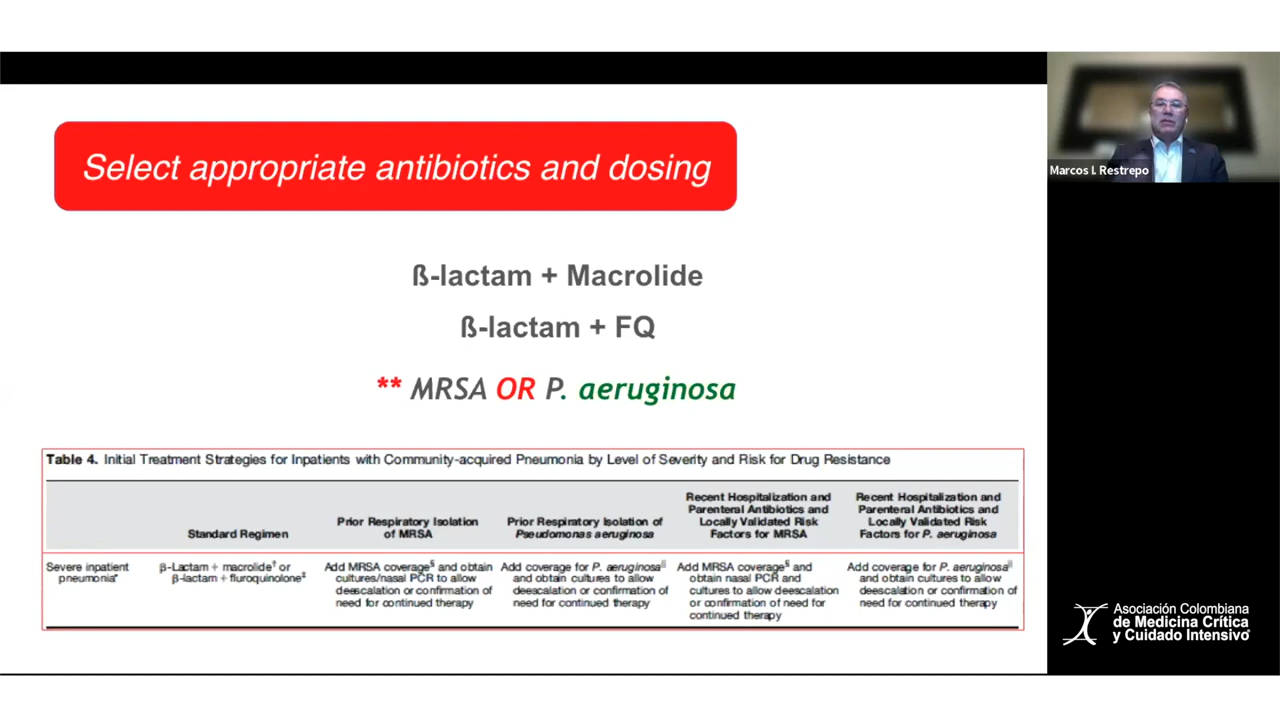 Select appropriate antibiotics and dosing
ß-lactam + Macrolide
ß-lactam + FQ
** MRSA OR P. aeruginosa
Table 4. Initial Treatment Strategies for Inpatients with Community-acquired Pneumonia by Level of Severity and Risk for Drug Resistance
Standard Regimen
Prior Respiratory Isolation
of MRSA
Prior Respiratory Isolation of
Pseudomonas aeruginosa
Recent Hospitalization and
Parenteral Antibiotics and
Locally Validated Risk
Factors for MRSA
Recent Hospitalization and
Parenteral Antibiotics and
Locally Validated Risk
Factors for P. aeruginosa
Severe inpatient
pneumonia*
β-Lactam + macrolide† or
β-lactam + fluroquinolone‡
Add MRSA coverage§ and obtain
cultures/nasal PCR to allow
deescalation or confirmation of
need for continued therapy
Add coverage for P. aeruginosa||
and obtain cultures to allow
deescalation or confirmation of
need for continued therapy
Add MRSA coverage§ and
obtain nasal PCR and
cultures to allow deescalation
or confirmation of need for
continued therapy
Add coverage for P. aeruginosa||
and obtain cultures to allow
deescalation or confirmation of
need for continued therapy
Marcos I. Restrepo
Asociación Colombiana
de Medicina Crítica
y Cuidado Intensivo